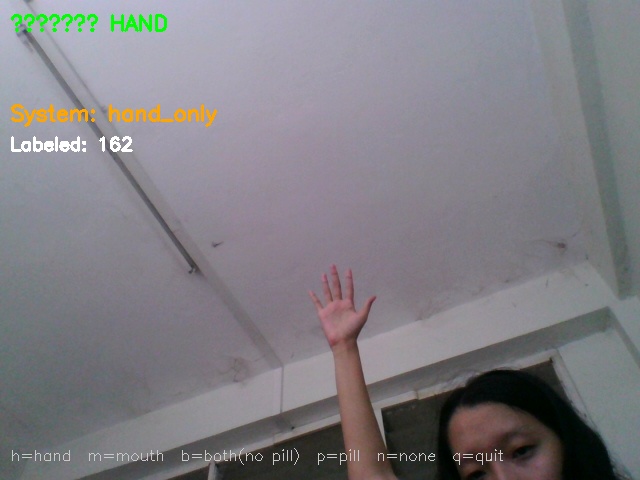 ??????? HAND
System: hand_only
Labeled: 162
h=hand m=mouth b=both(no pill) p=pill n=none q=quit